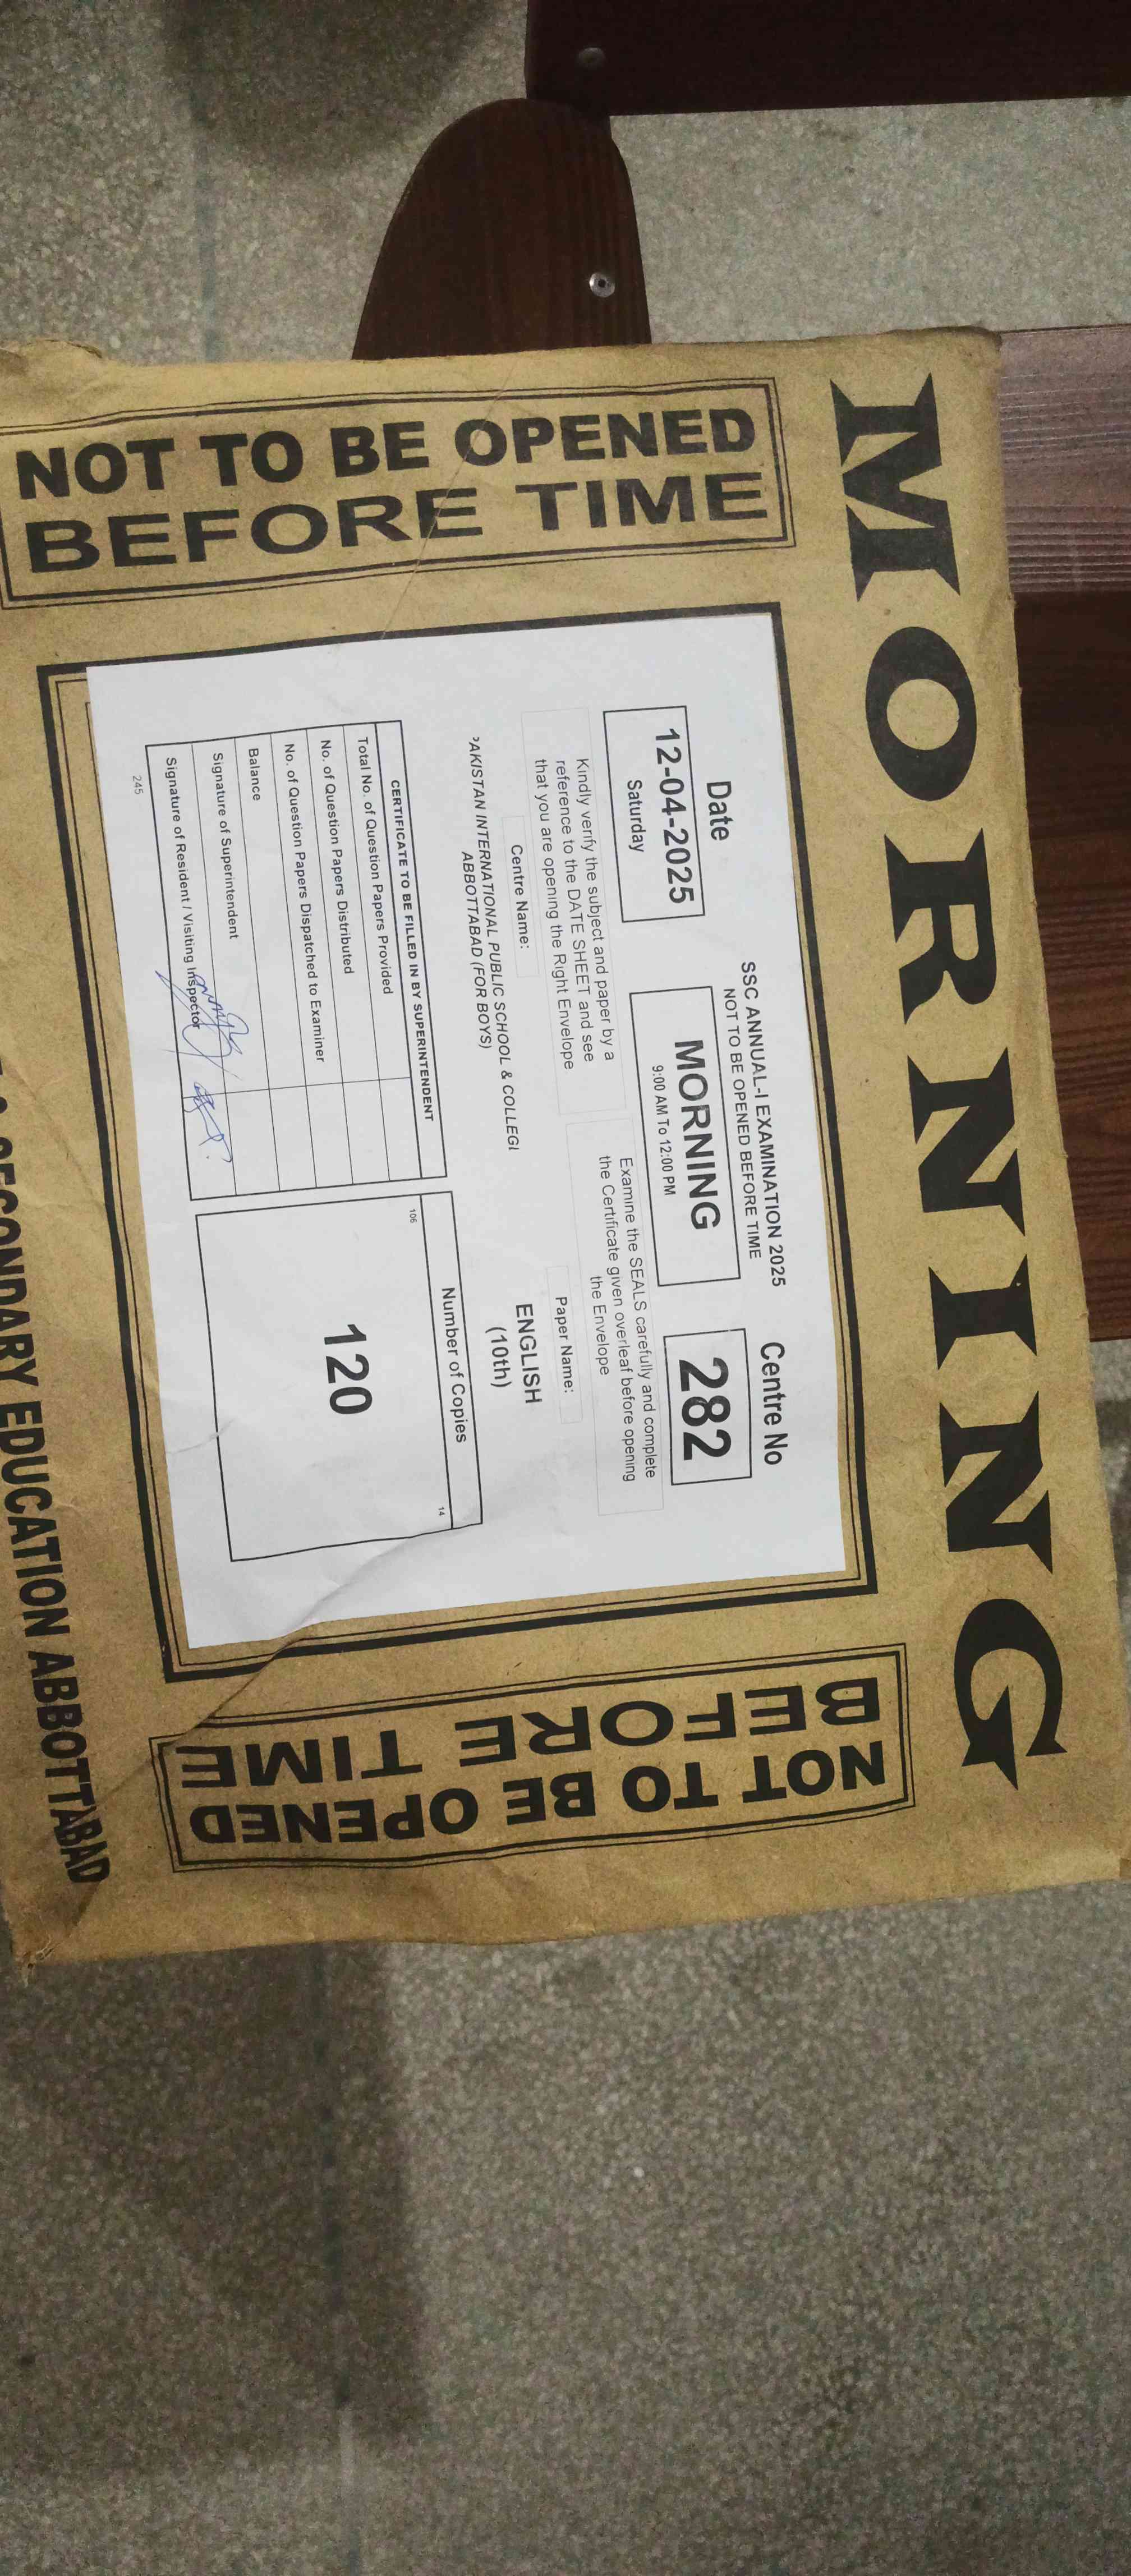 MORNING
NOT TO BE OPENED
BEFORE TIME
SSC ANNUAL-I EXAMINATION 2025
NOT TO BE OPENED BEFORE TIME
Date
12-04-2025
Saturday
MORNING
9:00 AM To 12:00 PM
Centre No
282
Kindly verify the subject and paper by a
reference to the DATE SHEET and see
that you are opening the Right Envelope
Examine the SEALS carefully and complete
the Certificate given overleaf before opening
the Envelope
Centre Name:
AKISTAN INTERNATIONAL PUBLIC SCHOOL & COLLEGI
ABBOTTABAD (FOR BOYS)
Paper Name:
ENGLISH
(10th)
CERTIFICATE TO BE FILLED IN BY SUPERINTENDENT
Total No. of Question Papers Provided
No. of Question Papers Distributed
No. of Question Papers Dispatched to Examiner
Balance
Signature of Superintendent
Signature of Resident / Visiting Inspector
245
Number of Copies
14
106
120
NOT TO BE OPENED
BEFORE TIME
SECONDARY EDUCATION ABBOTTABAD